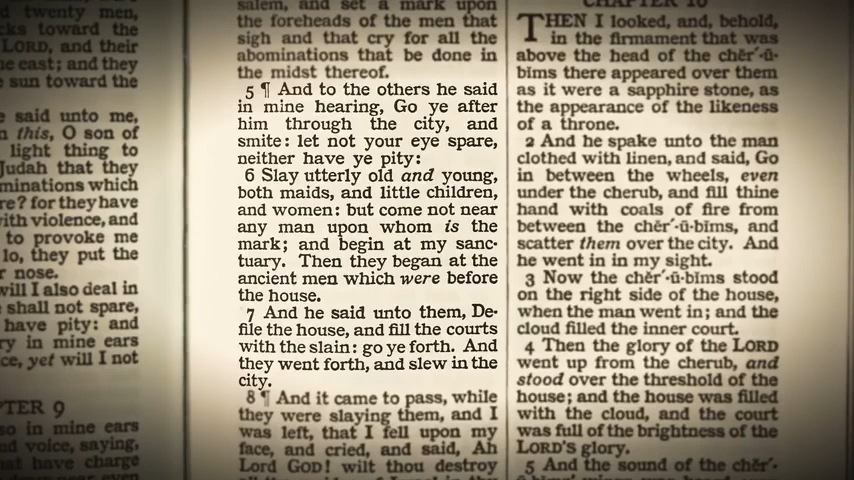 d twenty men,
cks toward the
LORD, and their
e east; and they
sun toward the
e said unto me,
n this, O son of
light thing to
Judah that they
minations which
re? for they have
with violence, and
to provoke me
lo, they put the
r nose.
will I also deal in
shall not spare,
have pity: and
ry in mine ears
ce, yet will I not
TER 9
so in mine ears
ud voice, saying,
at have charge
salem, and set a mark upon
the foreheads of the men that
sigh and that cry for all the
abominations that be done in
the midst thereof.
5 ¶ And to the others he said
in mine hearing, Go ye after
him through the city, and
smite: let not your eye spare,
neither have ye pity:
6 Slay utterly old and young,
both maids, and little children,
and women: but come not near
any man upon whom is the
mark; and begin at my sanc-
tuary. Then they began at the
ancient men which were before
the house.
7 And he said unto them, De-
file the house, and fill the courts
with the slain: go ye forth. And
they went forth, and slew in the
city.
8 ¶ And it came to pass, while
they were slaying them, and I
was left, that I fell upon my
face, and cried, and said, Ah
Lord GOD! wilt thou destroy
CHAPTER 10
THEN I looked, and, behold,
in the firmament that was
above the head of the chĕr´-ū-
bĭms there appeared over them
as it were a sapphire stone, as
the appearance of the likeness
of a throne.
2 And he spake unto the man
clothed with linen, and said, Go
in between the wheels, even
under the cherub, and fill thine
hand with coals of fire from
between the chĕr´-ū-bĭms, and
scatter them over the city. And
he went in in my sight.
3 Now the chĕr´-ū-bĭms stood
on the right side of the house,
when the man went in; and the
cloud filled the inner court.
4 Then the glory of the LORD
went up from the cherub, and
stood over the threshold of the
house; and the house was filled
with the cloud, and the court
was full of the brightness of the
LORD'S glory.
5 And the sound of the chĕr´-